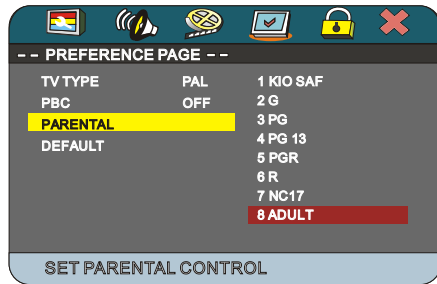 -- PREFERENCE PAGE --
TV TYPE PAL 1 KIO SAF
PBC OFF 2 G
PARENTAL 3 PG
DEFAULT 4 PG 13
5 PGR
6 R
7 NC17
8 ADULT
SET PARENTAL CONTROL